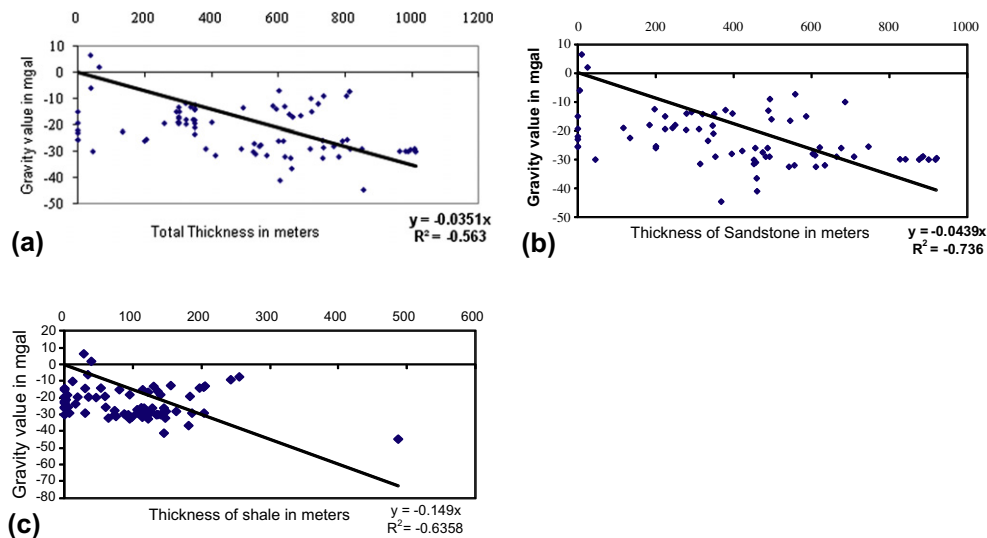 0 200 400 600 800 1000 1200
10
0
-10
-20
-30
-40
-50
Gravity value in mgal
Total Thickness in meters
y = -0.0351x
R² = -0.563
(a)
0 200 400 600 800 1000
10
0
-10
-20
-30
-40
-50
Gravity value in mgal
Thickness of Sandstone in meters
y = -0.0439x
R² = -0.736
(b)
0 100 200 300 400 500 600
20
10
0
-10
-20
-30
-40
-50
-60
-70
-80
Gravity value in mgal
Thickness of shale in meters
y = -0.149x
R² = -0.6358
(c)